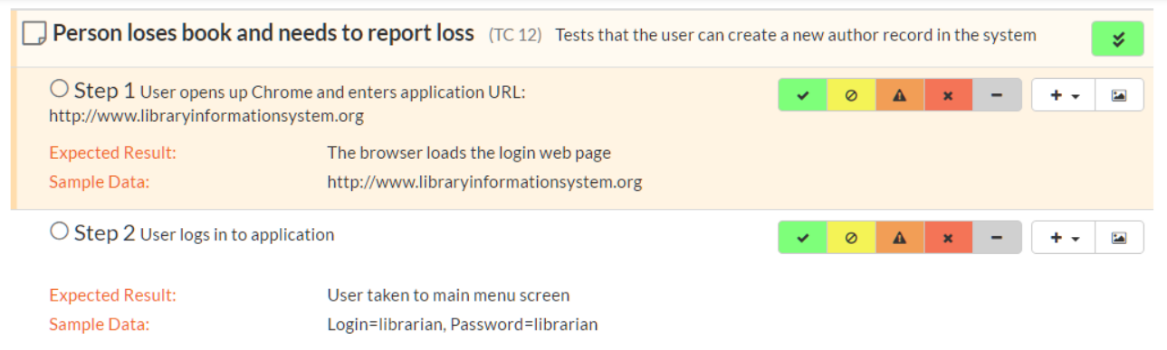 Person loses book and needs to report loss (TC 12) Tests that the user can create a new author record in the system
Step 1 User opens up Chrome and enters application URL:
http://www.libraryinformationsystem.org
Expected Result: The browser loads the login web page
Sample Data: http://www.libraryinformationsystem.org
Step 2 User logs in to application
Expected Result: User taken to main menu screen
Sample Data: Login=librarian, Password=librarian